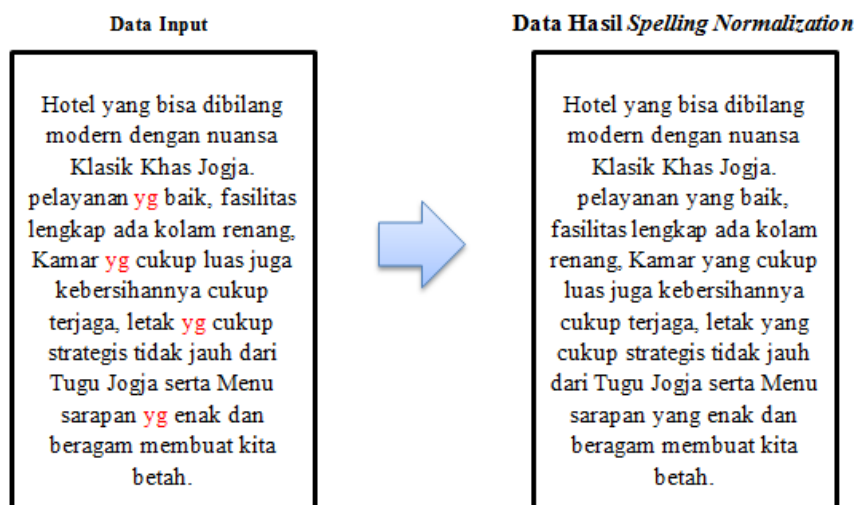 Data Input
Hotel yang bisa dibilang
modern dengan nuansa
Klasik Khas Jogja.
pelayanan yg baik, fasilitas
lengkap ada kolam renang,
Kamar yg cukup luas juga
kebersihannya cukup
terjaga, letak yg cukup
strategis tidak jauh dari
Tugu Jogja serta Menu
sarapan yg enak dan
beragam membuat kita
betah.
Data Hasil Spelling Normalization
Hotel yang bisa dibilang
modern dengan nuansa
Klasik Khas Jogja.
pelayanan yang baik,
fasilitas lengkap ada kolam
renang, Kamar yang cukup
luas juga kebersihannya
cukup terjaga, letak yang
cukup strategis tidak jauh
dari Tugu Jogja serta Menu
sarapan yang enak dan
beragam membuat kita
betah.